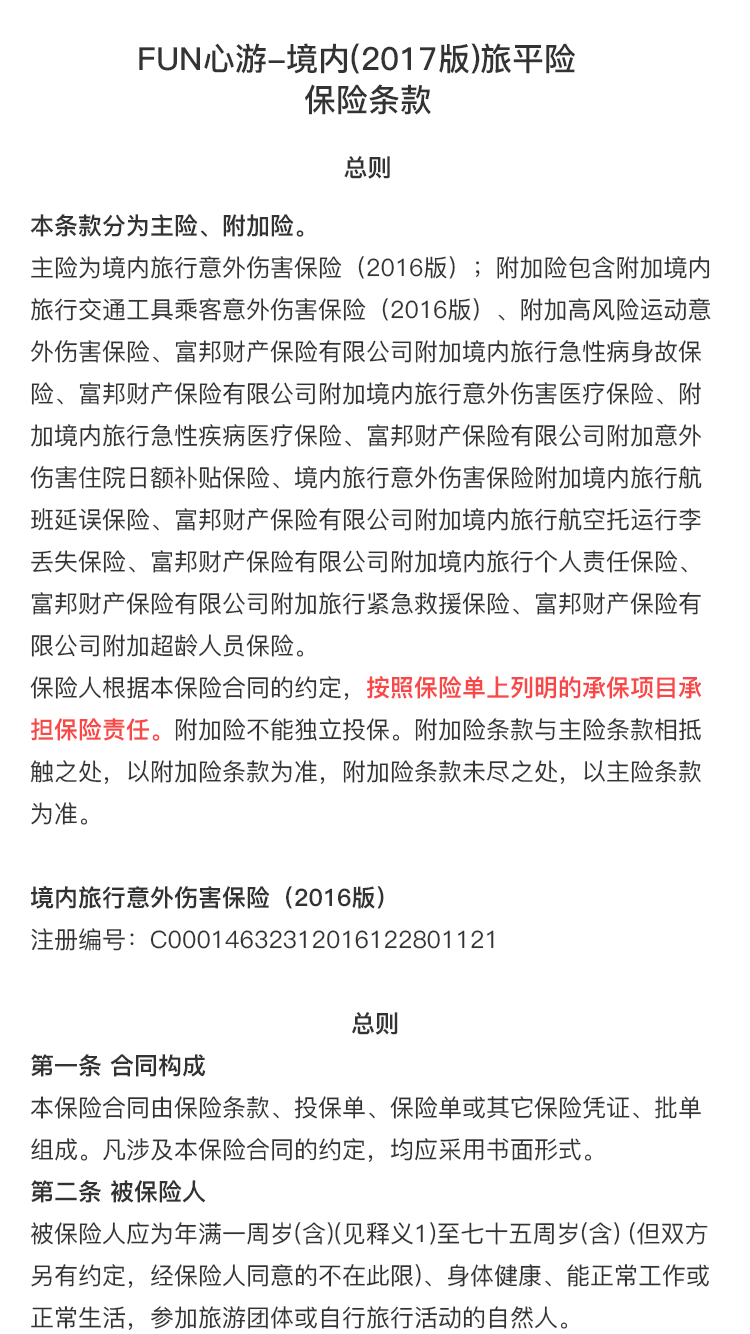 FUN心游-境内(2017版)旅平险
保险条款
总则
本条款分为主险、附加险。
主险为境内旅行意外伤害保险（2016版）；附加险包含附加境内
旅行交通工具乘客意外伤害保险（2016版）、附加高风险运动意
外伤害保险、富邦财产保险有限公司附加境内旅行急性病身故保
险、富邦财产保险有限公司附加境内旅行意外伤害医疗保险、附
加境内旅行急性疾病医疗保险、富邦财产保险有限公司附加意外
伤害住院日额补贴保险、境内旅行意外伤害保险附加境内旅行航
班延误保险、富邦财产保险有限公司附加境内旅行航空托运行李
丢失保险、富邦财产保险有限公司附加境内旅行个人责任保险、
富邦财产保险有限公司附加旅行紧急救援保险、富邦财产保险有
限公司附加超龄人员保险。
保险人根据本保险合同的约定，按照保险单上列明的承保项目承
担保险责任。附加险不能独立投保。附加险条款与主险条款相抵
触之处，以附加险条款为准，附加险条款未尽之处，以主险条款
为准。
境内旅行意外伤害保险（2016版）
注册编号：C00014632312016122801121
总则
第一条 合同构成
本保险合同由保险条款、投保单、保险单或其它保险凭证、批单
组成。凡涉及本保险合同的约定，均应采用书面形式。
第二条 被保险人
被保险人应为年满一周岁(含)(见释义1)至七十五周岁(含) (但双方
另有约定，经保险人同意的不在此限)、身体健康、能正常工作或
正常生活，参加旅游团体或自行旅行活动的自然人。